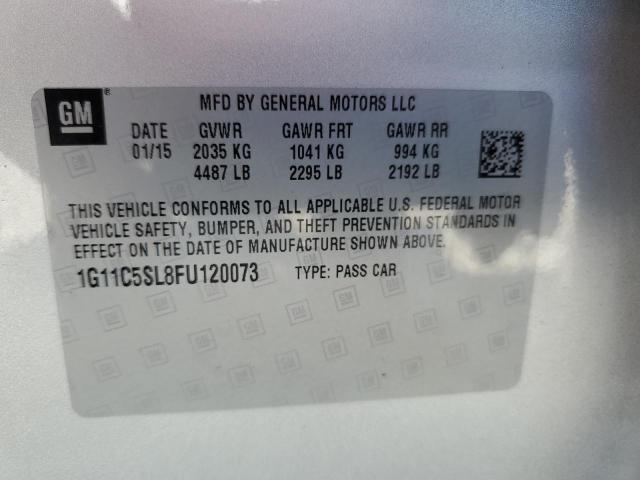 GM ® MFD BY GENERAL MOTORS LLC
DATE GVWR GAWR FRT GAWR RR
01/15 2035 KG 1041 KG 994 KG
4487 LB 2295 LB 2192 LB
THIS VEHICLE CONFORMS TO ALL APPLICABLE U.S. FEDERAL MOTOR
VEHICLE SAFETY, BUMPER, AND THEFT PREVENTION STANDARDS IN
EFFECT ON THE DATE OF MANUFACTURE SHOWN ABOVE.
1G11C5SL8FU120073 TYPE: PASS CAR